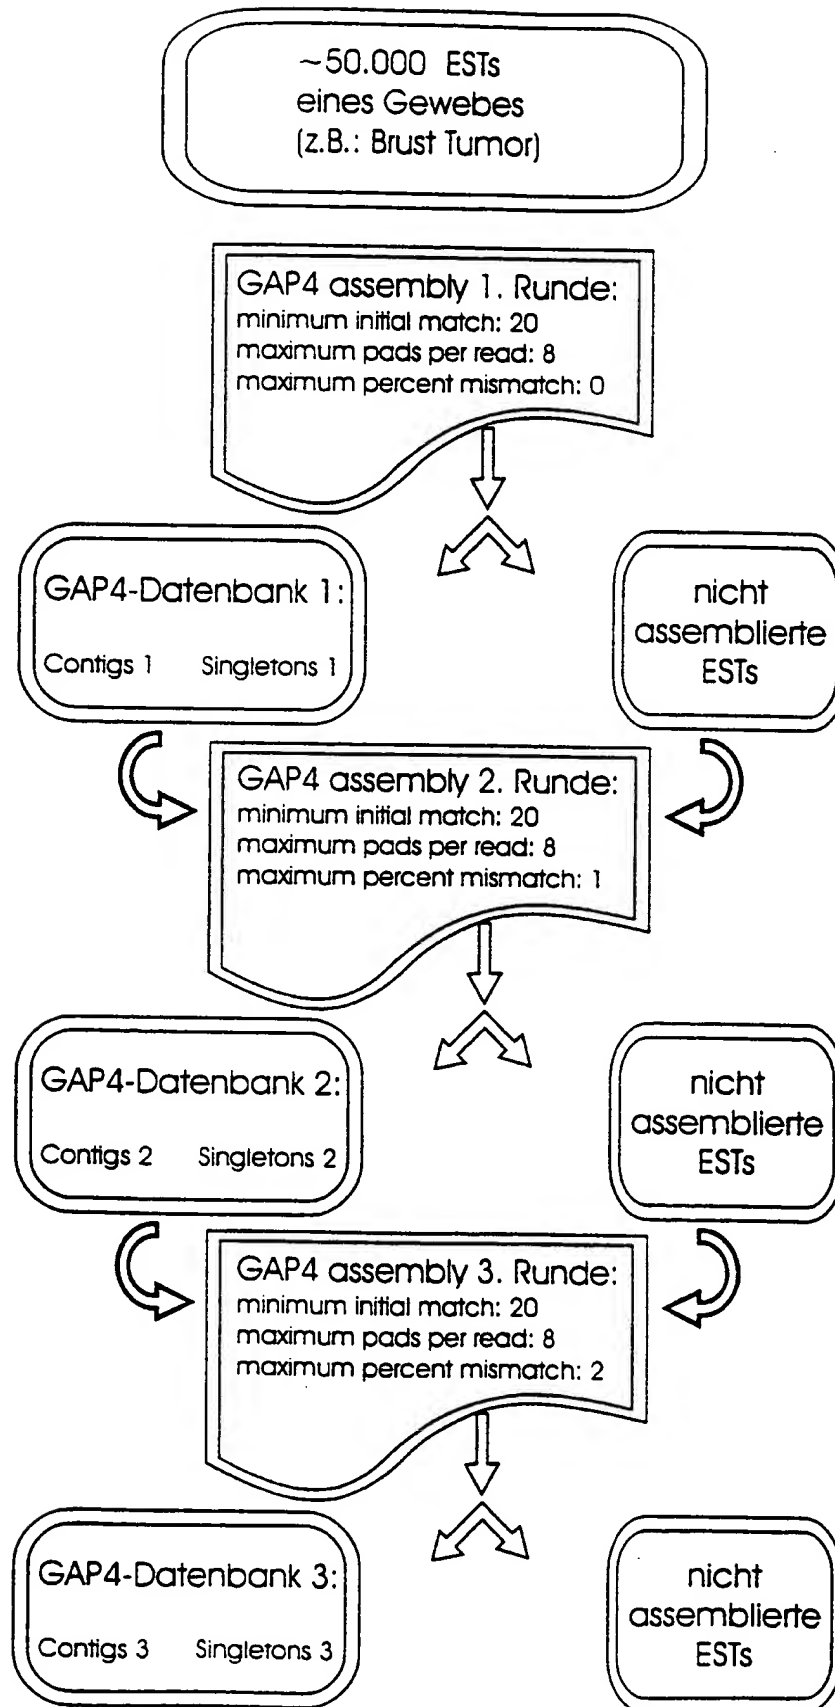 ~50.000 ESTs
eines Gewebes
(z.B.: Brust Tumor)
GAP4 assembly 1. Runde:
minimum initial match: 20
maximum pads per read: 8
maximum percent mismatch: 0
GAP4-Datenbank 1:
Contigs 1 Singletons 1
nicht
assemblierte
ESTs
GAP4 assembly 2. Runde:
minimum initial match: 20
maximum pads per read: 8
maximum percent mismatch: 1
GAP4-Datenbank 2:
Contigs 2 Singletons 2
nicht
assemblierte
ESTs
GAP4 assembly 3. Runde:
minimum initial match: 20
maximum pads per read: 8
maximum percent mismatch: 2
GAP4-Datenbank 3:
Contigs 3 Singletons 3
nicht
assemblierte
ESTs